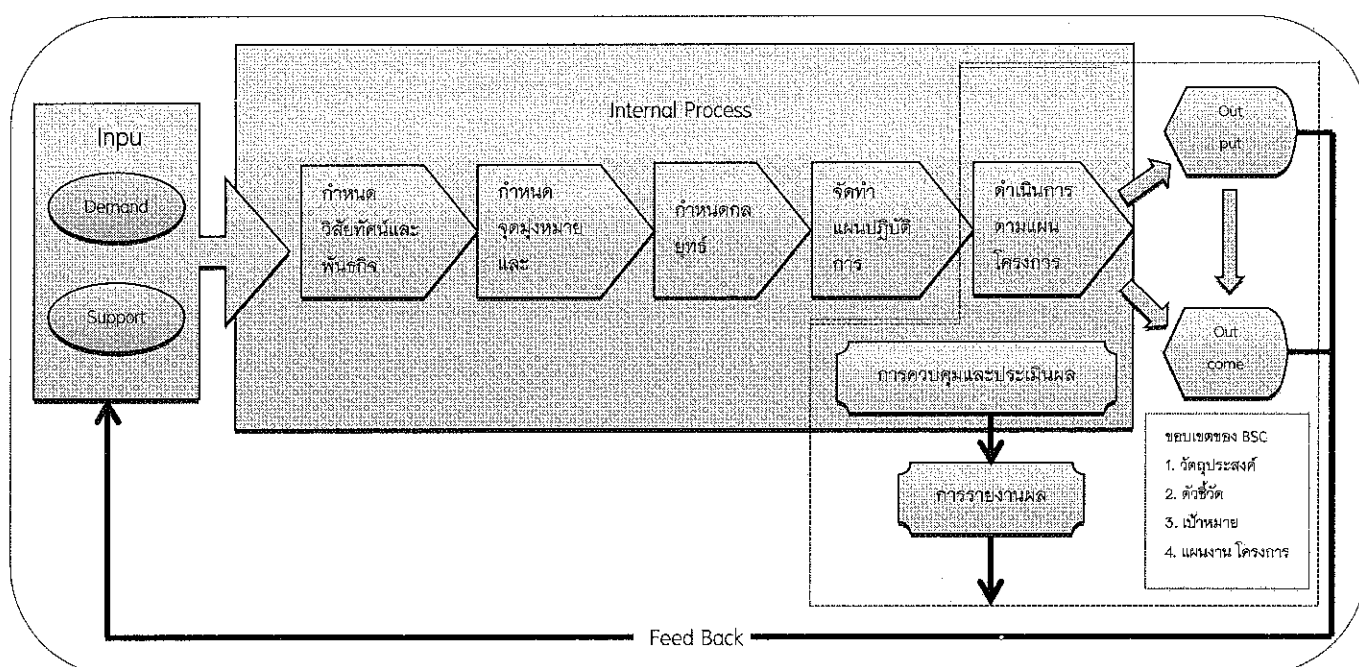 Internal Process
Inpu
Demand
Support
กำหนด
วิสัยทัศน์และ
พันธกิจ
กำหนด
จุดมุ่งหมาย
และ
กำหนดกล
ยุทธ์
จัดทำ
แผนปฏิบัติ
การ
ดำเนินการ
ตามแผน
โครงการ
Out
put
Out
come
การควบคุมและประเมินผล
การรายงานผล
ขอบเขตของ BSC
1. วัตถุประสงค์
2. ตัวชี้วัด
3. เป้าหมาย
4. แผนงาน โครงการ
Feed Back